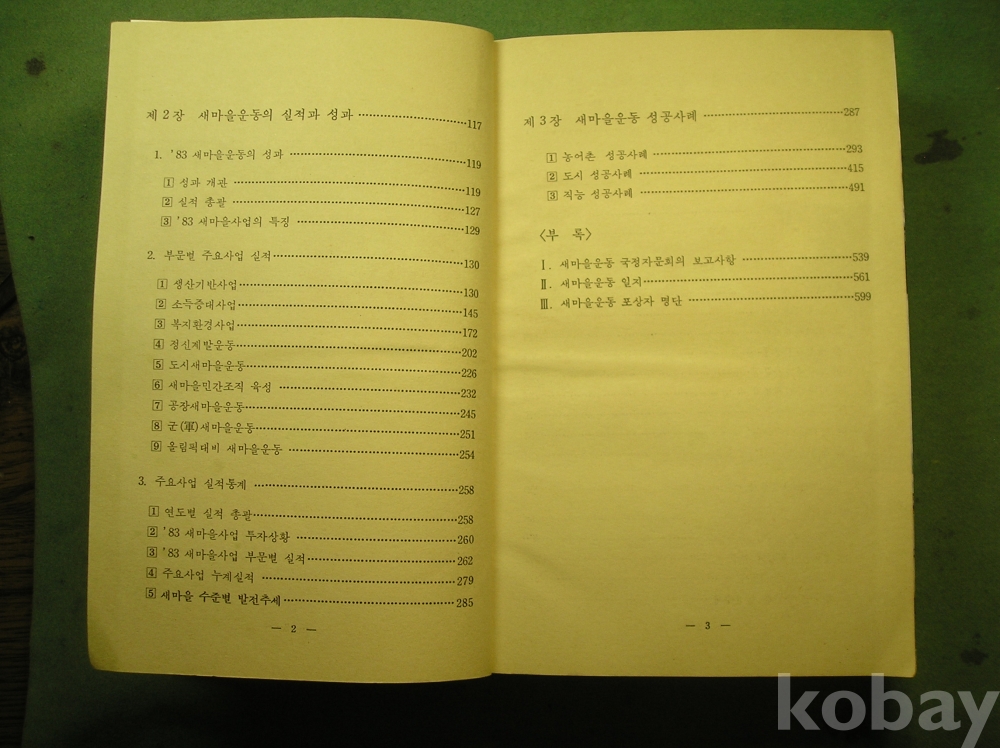 제 2 장 새마을운동의 실적과 성과 ……………………117
1. '83 새마을운동의 성과 ……………………119
1 성과 개관 ……………………119
2 실적 총괄 ……………………127
3 '83 새마을사업의 특징 ……………………129
2. 부문별 주요사업 실적……………………130
1 생산기반사업……………………130
2 소득증대사업……………………145
3 복지환경사업……………………172
4 정신계발운동……………………202
5 도시새마을운동……………………226
6 새마을민간조직 육성 ……………………232
7 공장새마을운동……………………245
8 군(軍)새마을운동……………………251
9 올림픽대비 새마을운동 ……………………254
3. 주요사업 실적통계 ……………………258
1 연도별 실적 총괄……………………258
2 '83 새마을사업 투자상황 ……………………260
3 '83 새마을사업 부문별 실적……………………262
4 주요사업 누계실적 ……………………279
5 새마을 수준별 발전추세……………………285
— 2 —
제 3 장 새마을운동 성공사례 ……………………287
1 농어촌 성공사례 ……………………293
2 도시 성공사례 ……………………415
3 직능 성공사례 ……………………491
〈부 록〉
Ⅰ. 새마을운동 국정자문회의 보고사항 ……………………539
Ⅱ. 새마을운동 일지……………………561
Ⅲ. 새마을운동 포상자 명단 ……………………599
— 3 —
kobay